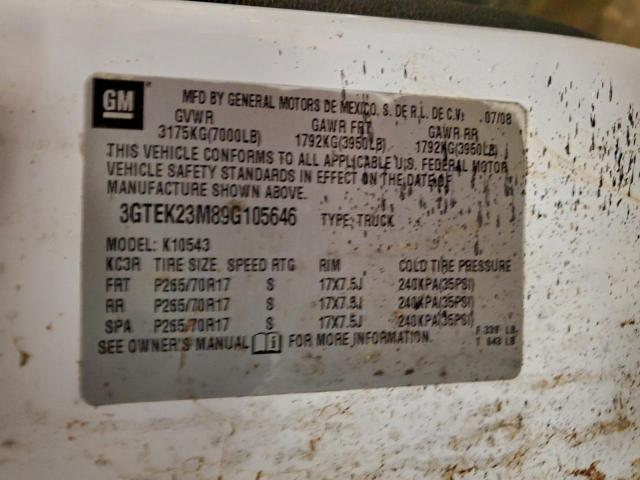 GM
MFD BY GENERAL MOTORS DE MEXICO, S. DE R.L. DE C.V. 07/08
GVWR GAWR FRT GAWR RR
3175KG(7000LB) 1792KG(3950LB) 1792KG(3950LB)
THIS VEHICLE CONFORMS TO ALL APPLICABLE U.S. FEDERAL MOTOR
VEHICLE SAFETY STANDARDS IN EFFECT ON THE DATE OF
MANUFACTURE SHOWN ABOVE.
3GTEK23M89G105646 TYPE: TRUCK
MODEL: K10543
KC3R TIRE SIZE SPEED RTG RIM COLD TIRE PRESSURE
FRT P265/70R17 S 17X7.5J 240KPA(35PSI)
RR P265/70R17 S 17X7.5J 240KPA(35PSI)
SPA P265/70R17 S 17X7.5J 240KPA(35PSI)
SEE OWNER'S MANUAL i FOR MORE INFORMATION.
F 339 LB
T 643 LB